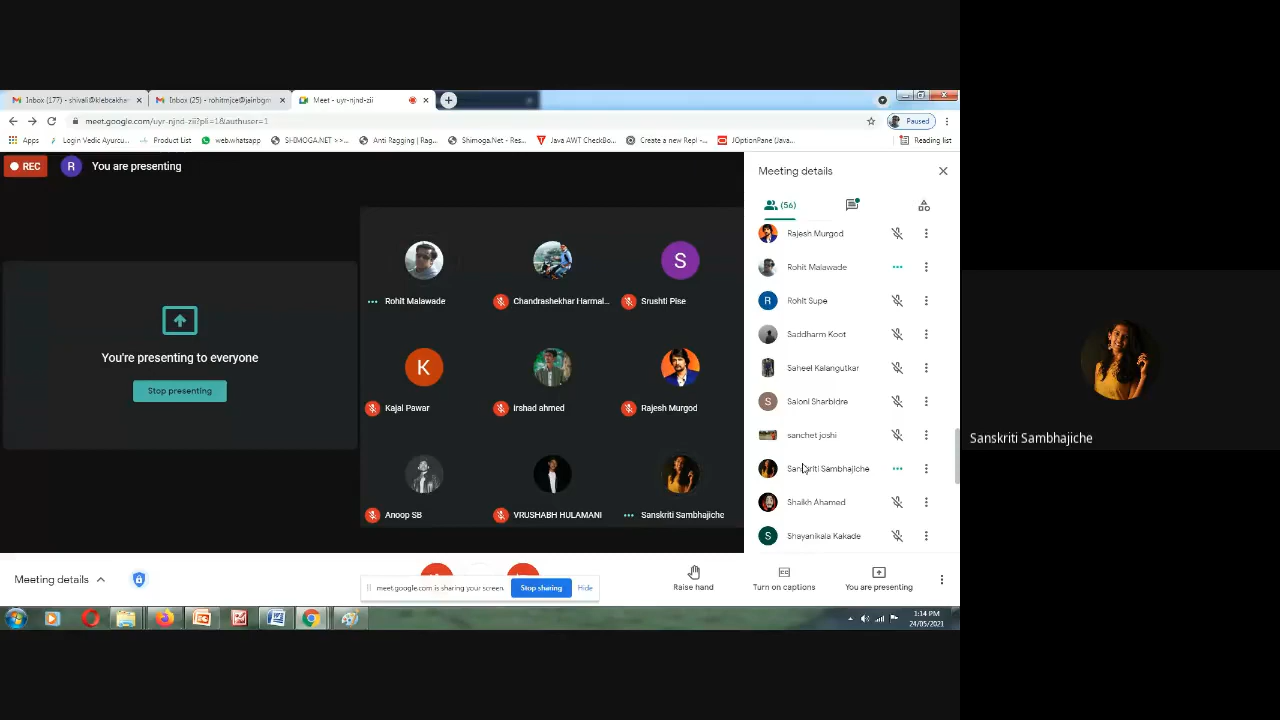 Inbox (177) - shivali@klebcakha
Inbox (25) - rohitmjce@jainbgm
Meet - uyr-njnd-zii
meet.google.com/uyr-njnd-zii?pli=1&authuser=1
Paused
Apps
Login Vedic Ayurcu...
Product List
web.whatsapp
SHIMOGA.NET >>...
Anti Ragging | Rag...
Shimoga.Net - Res...
Java AWT CheckBo...
Create a new Repl -...
JOptionPane (Java...
Reading list
REC
R
You are presenting
You're presenting to everyone
Stop presenting
Rohit Malawade
Chandrashekhar Harmal...
S
Srushti Pise
K
Kajal Pawar
irshad ahmed
Rajesh Murgod
Anoop SB
VRUSHABH HULAMANI
Sanskriti Sambhajiche
Meeting details
(56)
Rajesh Murgod
Rohit Malawade
R
Rohit Supe
Saddharm Koot
Saheel Kalangutkar
S
Saloni Sharbidre
sanchet joshi
Sanskriti Sambhajiche
Shaikh Ahamed
S
Shayanikala Kakade
Meeting details
meet.google.com is sharing your screen.
Stop sharing
Hide
Raise hand
Turn on captions
You are presenting
1:14 PM
24/05/2021
Sanskriti Sambhajiche